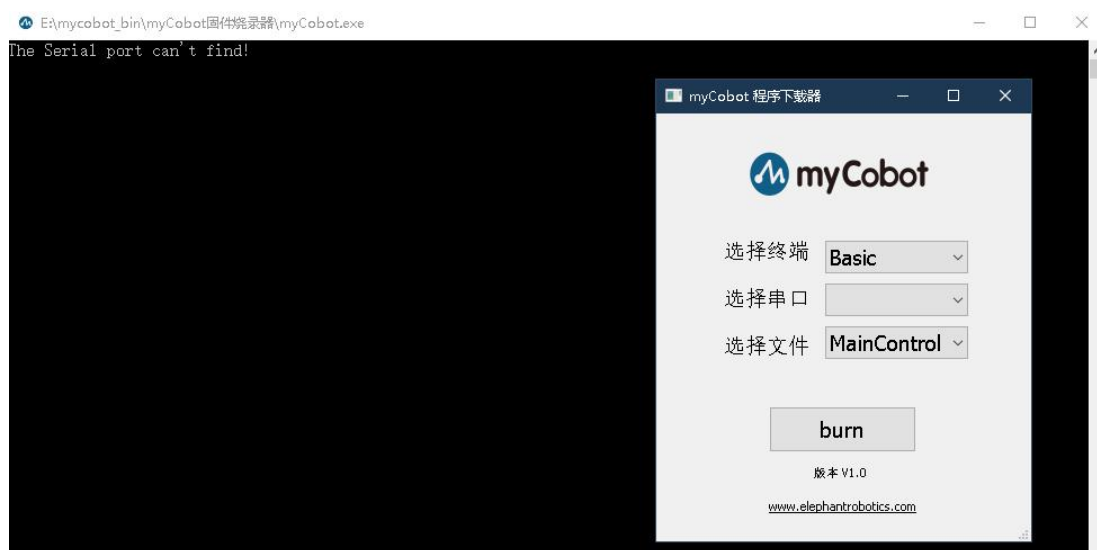 E:\mycobot_bin\myCobot固件烧录器\myCobot.exe
The Serial port can't find!
myCobot 程序下载器
myCobot
选择终端 Basic
选择串口
选择文件 MainControl
burn
版本 V1.0
www.elephantrobotics.com